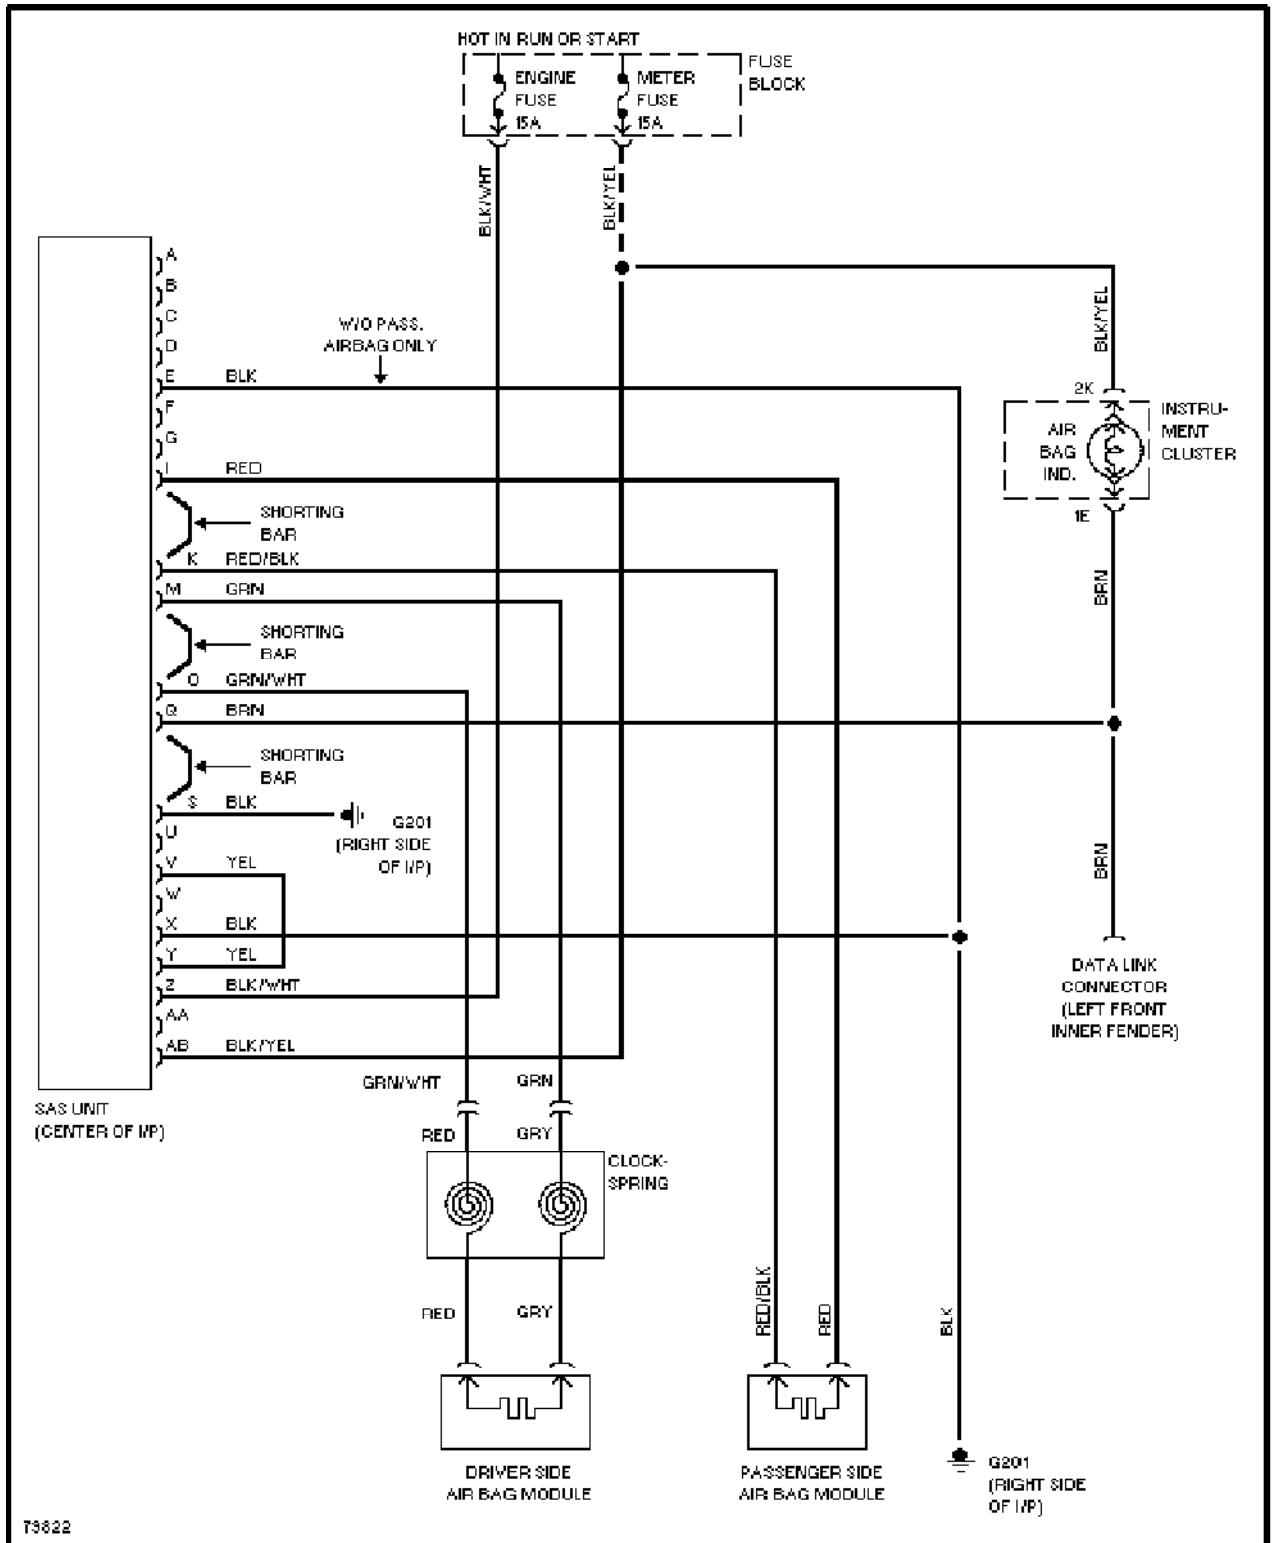 HOT IN RUN OR START
ENGINE
FUSE
15A
METER
FUSE
15A
FUSE
BLOCK
BLK/WHT
BLK/YEL
A
B
C
D
E BLK
W/O PASS.
AIRBAG ONLY
F
G
I RED
SHORTING
BAR
K RED/BLK
M GRN
SHORTING
BAR
O GRN/WHT
Q BRN
SHORTING
BAR
S BLK
G201
(RIGHT SIDE
OF I/P)
U
V YEL
W
X BLK
Y YEL
Z BLK/WHT
AA
AB BLK/YEL
SAS UNIT
(CENTER OF I/P)
BLK/YEL
2K
AIR
BAG
IND.
INSTRU-
MENT
CLUSTER
1E
BRN
BRN
DATA LINK
CONNECTOR
(LEFT FRONT
INNER FENDER)
GRN/WHT
GRN
RED
GRY
CLOCK-
SPRING
RED
GRY
RED/BLK
RED
BLK
DRIVER SIDE
AIR BAG MODULE
PASSENGER SIDE
AIR BAG MODULE
G201
(RIGHT SIDE
OF I/P)
79822